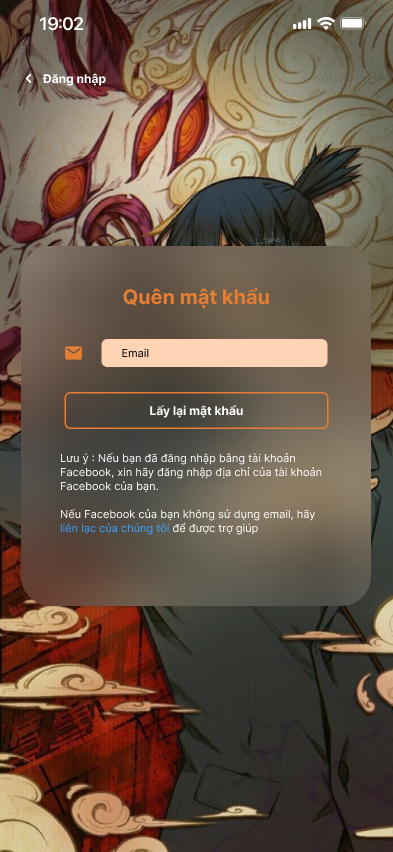 19:02
Đăng nhập
Quên mật khẩu
Email
Lấy lại mật khẩu
Lưu ý : Nếu bạn đã đăng nhập bằng tài khoản
Facebook, xin hãy đăng nhập địa chỉ của tài khoản
Facebook của bạn.
Nếu Facebook của bạn không sử dụng email, hãy
liên lạc của chúng tôi để được trợ giúp